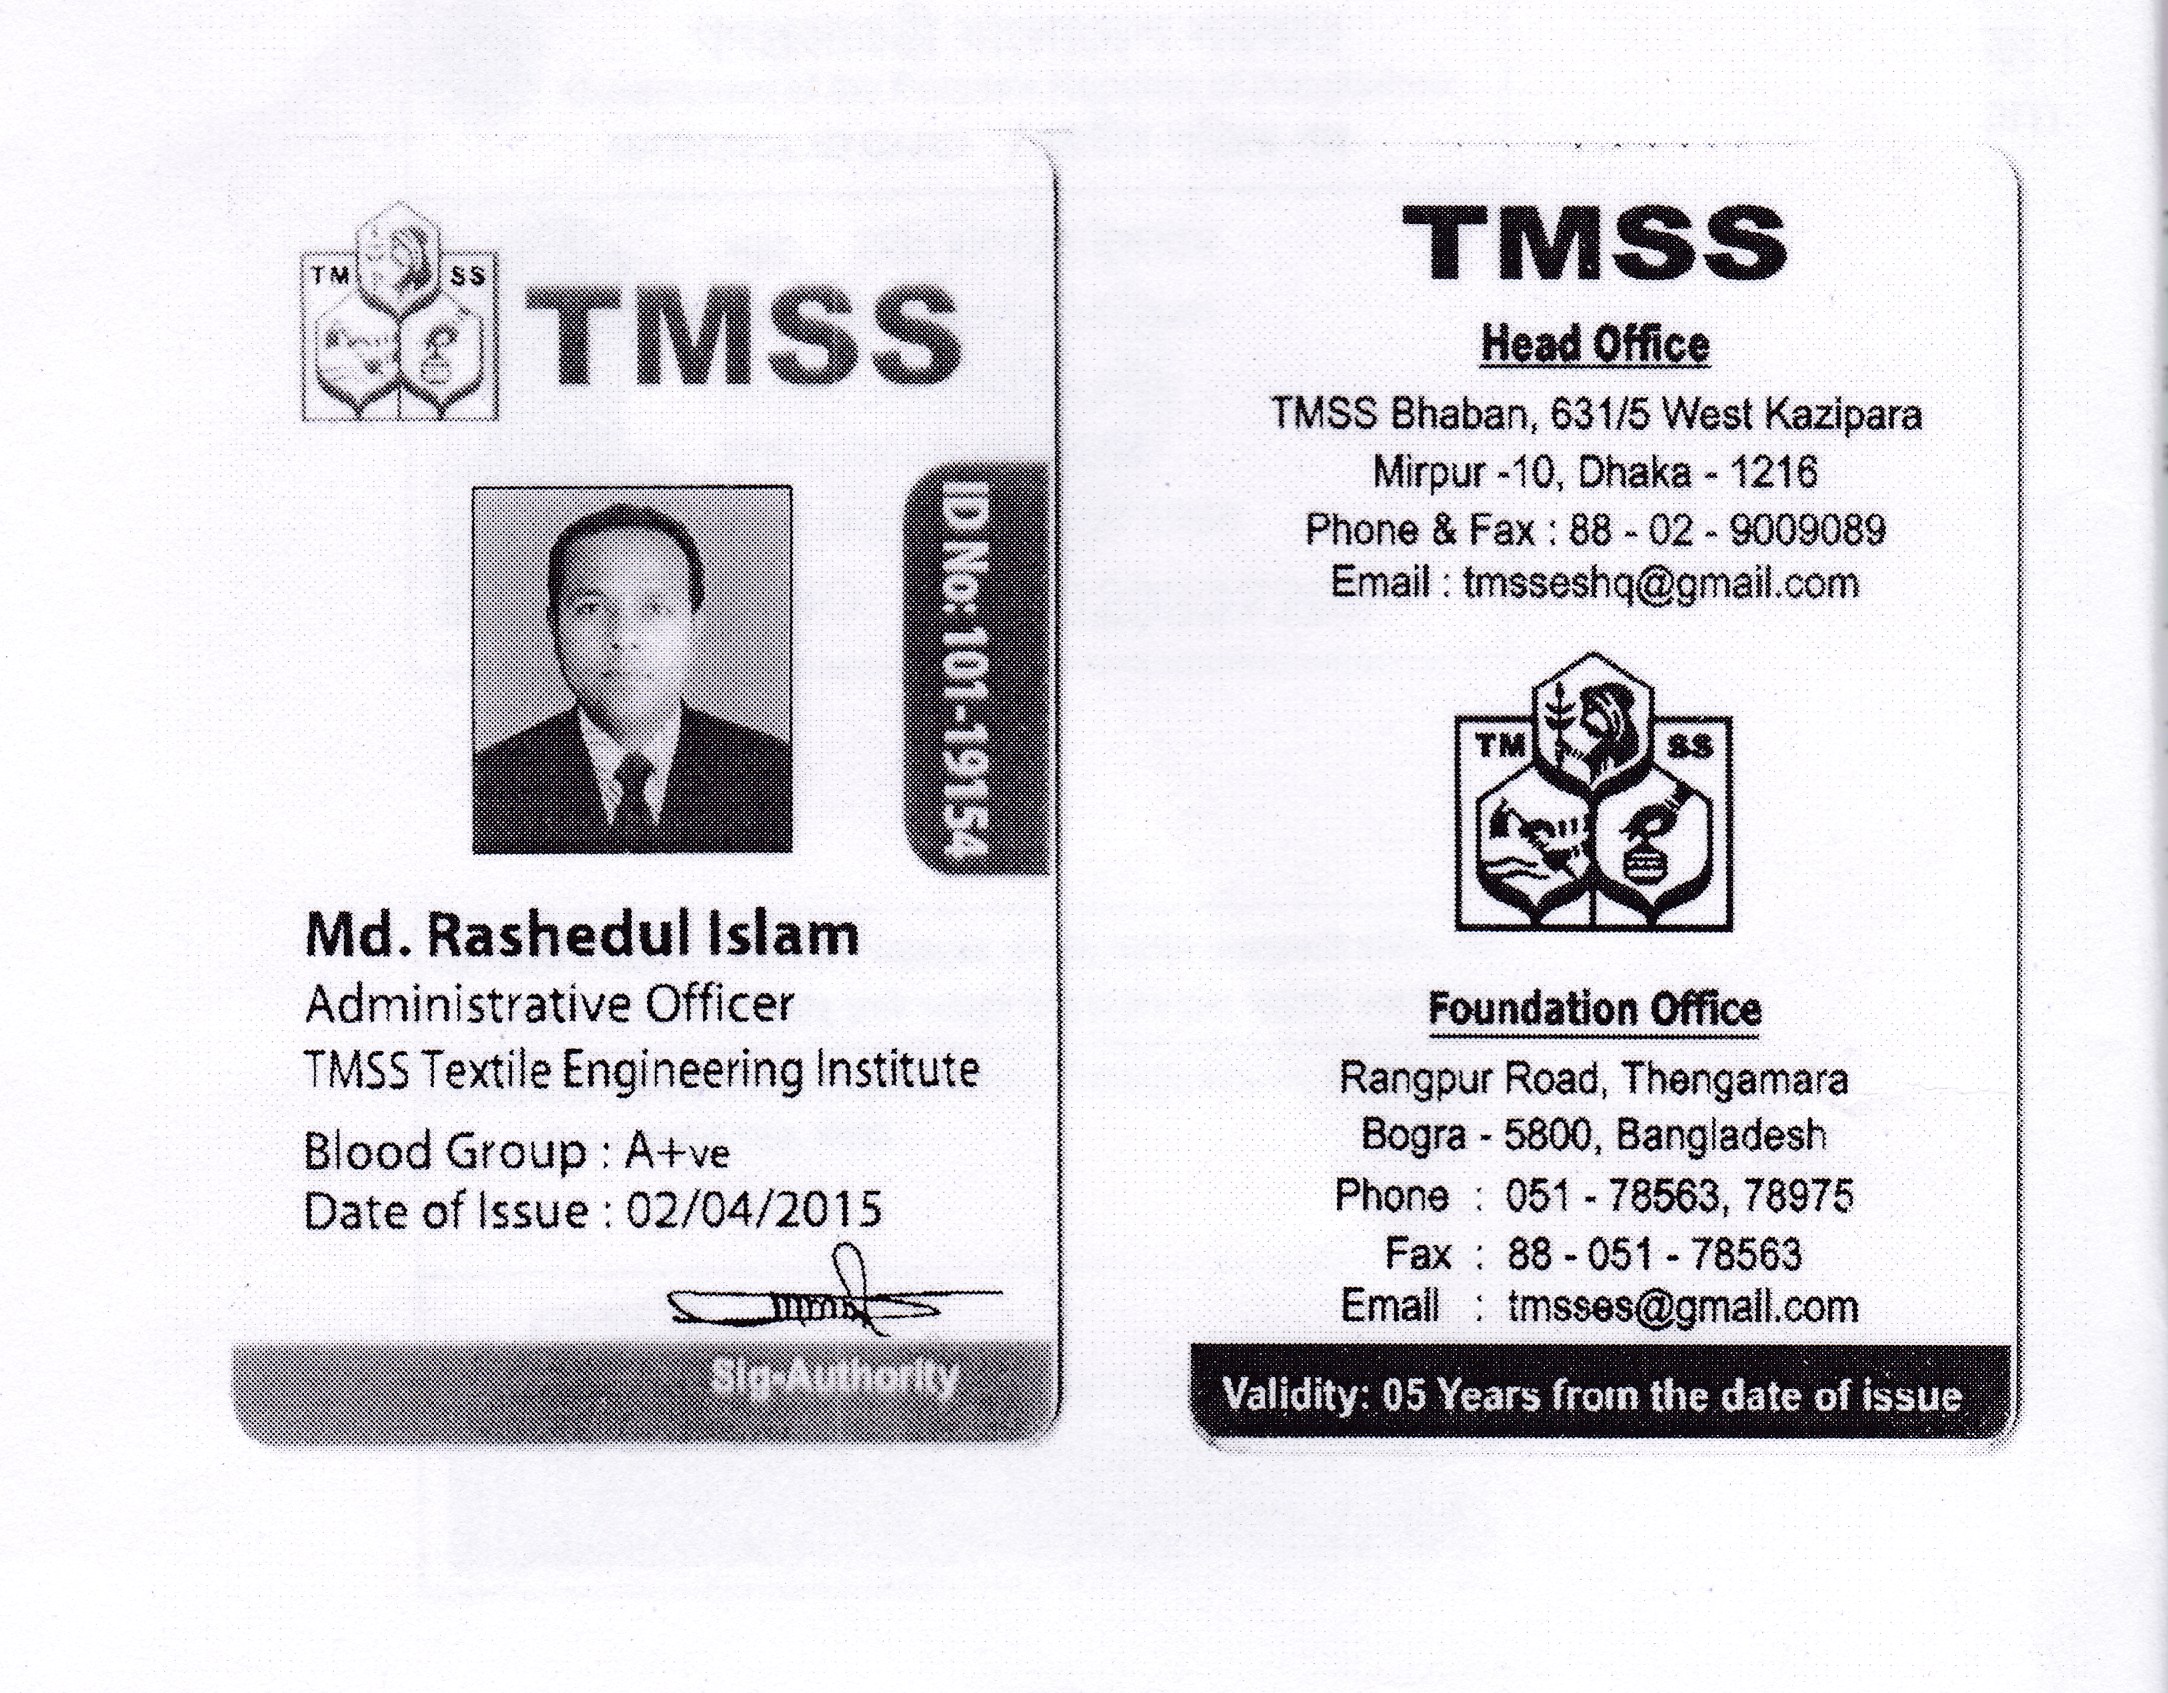 TM SS
TMSS
ID No: 101-19154
Md. Rashedul Islam
Administrative Officer
TMSS Textile Engineering Institute
Blood Group : A+ve
Date of Issue : 02/04/2015
Sig-Authority
TMSS
Head Office
TMSS Bhaban, 631/5 West Kazipara
Mirpur -10, Dhaka - 1216
Phone & Fax : 88 - 02 - 9009089
Email : tmsseshq@gmail.com
TM SS
Foundation Office
Rangpur Road, Thengamara
Bogra - 5800, Bangladesh
Phone : 051 - 78563, 78975
Fax : 88 - 051 - 78563
Email : tmsses@gmail.com
Validity: 05 Years from the date of issue